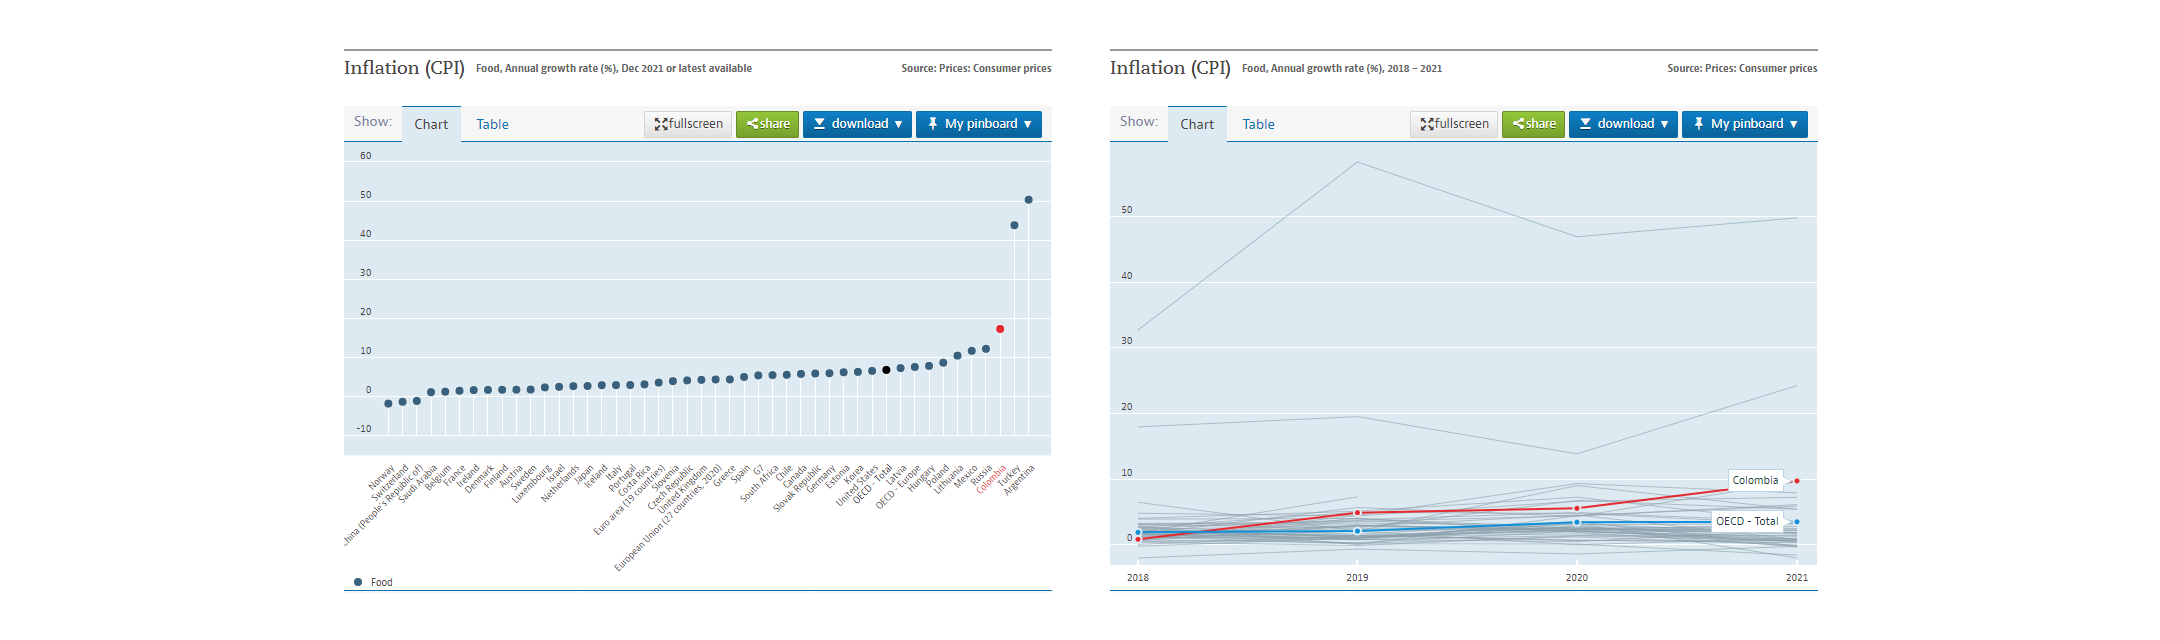 Inflation (CPI) Food, Annual growth rate (%), Dec 2021 or latest available Source: Prices: Consumer prices
Show: Chart Table fullscreen share download ▼ My pinboard ▼
60
50
40
30
20
10
0
-10
Norway
Switzerland
China (People's Republic of)
Saudi Arabia
Belgium
France
Ireland
Denmark
Finland
Austria
Sweden
Luxembourg
Israel
Netherlands
Japan
Iceland
Italy
Portugal
Costa Rica
Euro area (19 countries)
Slovenia
Czech Republic
United Kingdom
European Union (27 countries, 2020)
Greece
Spain
G7
South Africa
Chile
Canada
Slovak Republic
Germany
Estonia
Korea
United States
OECD - Total
Latvia
OECD - Europe
Hungary
Poland
Lithuania
Mexico
Russia
Colombia
Turkey
Argentina
Food
Inflation (CPI) Food, Annual growth rate (%), 2018 – 2021 Source: Prices: Consumer prices
Show: Chart Table fullscreen share download ▼ My pinboard ▼
50
40
30
20
10
0
Colombia
OECD - Total
2018 2019 2020 2021